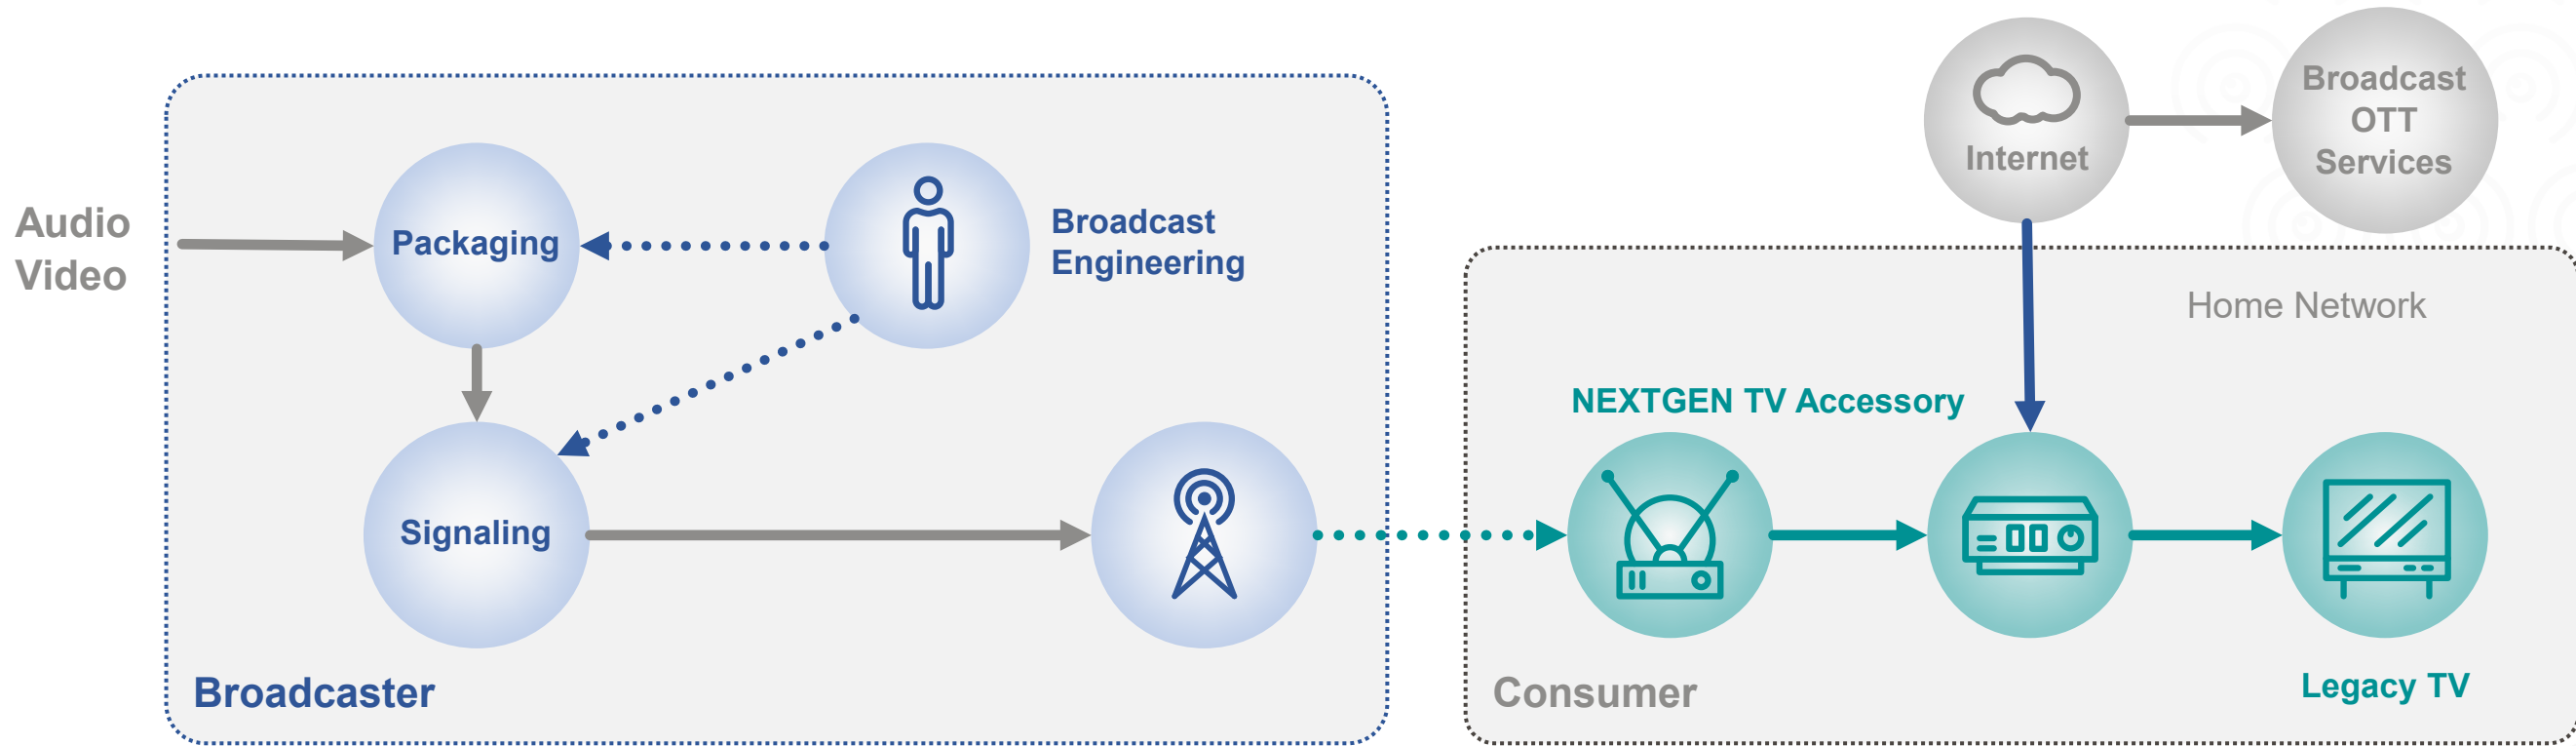 Audio
Video
Packaging
Broadcast
Engineering
Signaling
Broadcaster
Internet
Broadcast
OTT
Services
Home Network
NEXTGEN TV Accessory
Consumer
Legacy TV